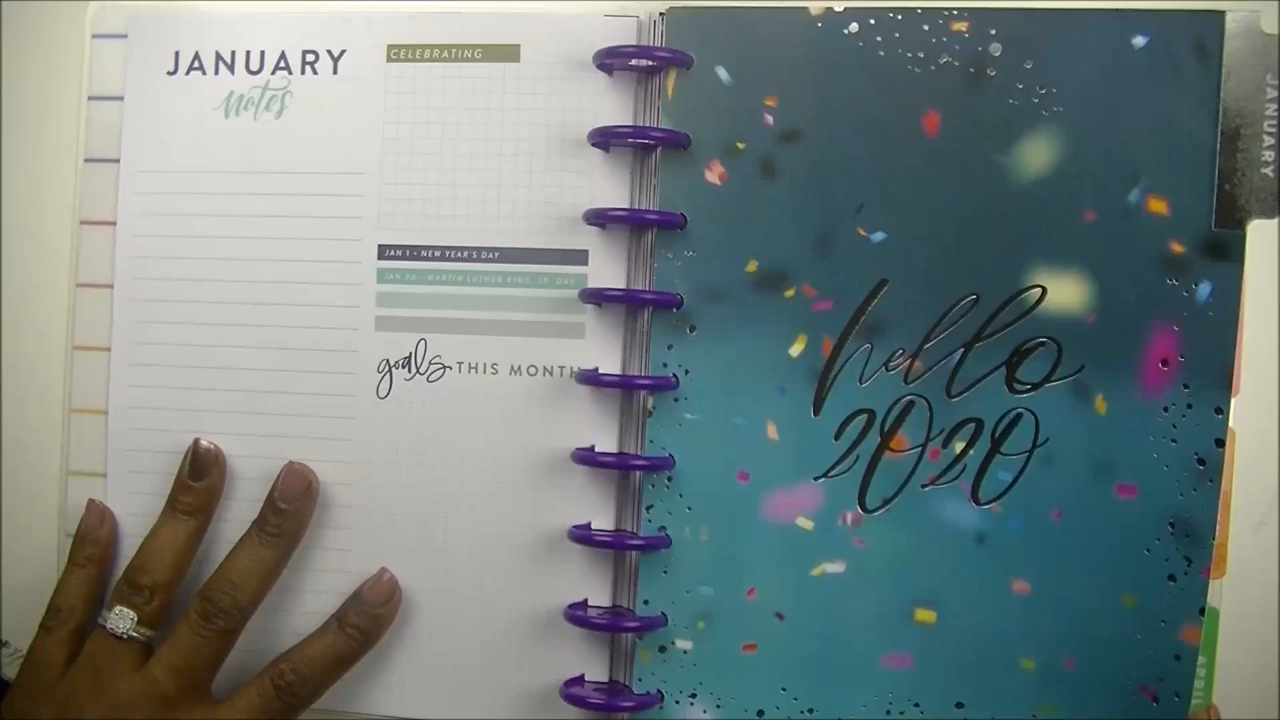 JANUARY
notes
CELEBRATING
JAN 1 • NEW YEAR'S DAY
JAN 20 • MARTIN LUTHER KING, JR. DAY
goals THIS MONTH
hello
2020
JANUARY
APRIL